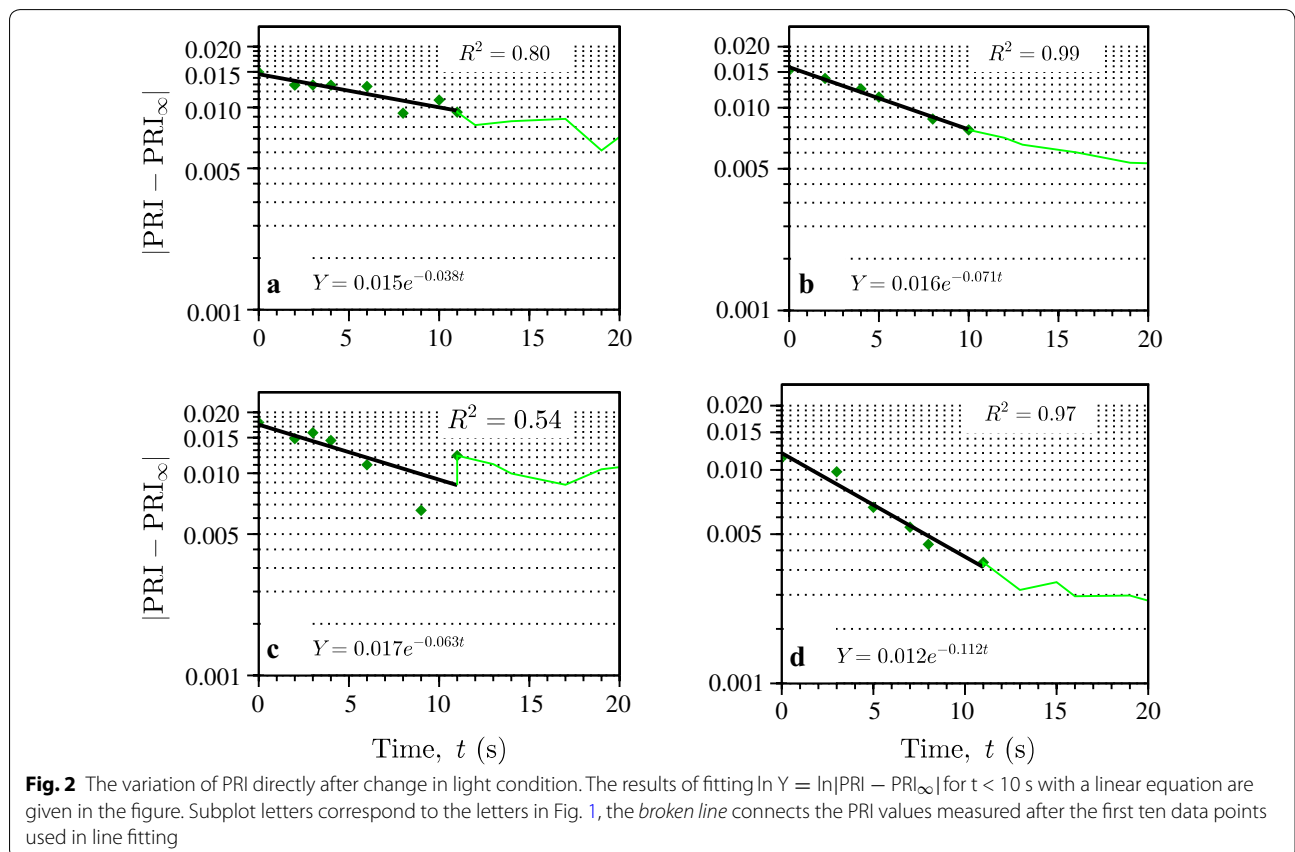 0.020
0.015
0.010
0.005
0.001
|PRI − PRI∞|
R² = 0.80
a
Y = 0.015e^{−0.038t}
0 5 10 15 20
0.020
0.015
0.010
0.005
0.001
R² = 0.99
b
Y = 0.016e^{−0.071t}
0 5 10 15 20
0.020
0.015
0.010
0.005
0.001
|PRI − PRI∞|
R² = 0.54
c
Y = 0.017e^{−0.063t}
0 5 10 15 20
Time, t (s)
0.020
0.015
0.010
0.005
0.001
R² = 0.97
d
Y = 0.012e^{−0.112t}
0 5 10 15 20
Time, t (s)
Fig. 2 The variation of PRI directly after change in light condition. The results of fitting ln Y = ln|PRI − PRI∞| for t < 10 s with a linear equation are
given in the figure. Subplot letters correspond to the letters in Fig. 1, the broken line connects the PRI values measured after the first ten data points
used in line fitting